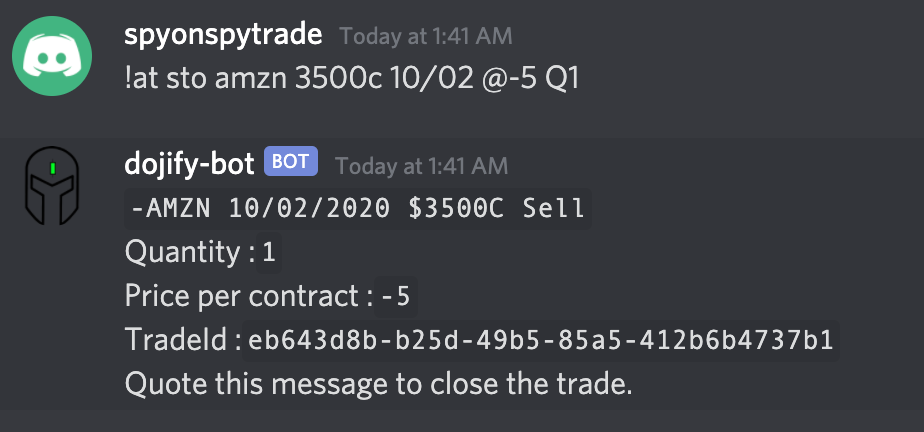 spyonspytrade Today at 1:41 AM
!at sto amzn 3500c 10/02 @-5 Q1
dojify-bot BOT Today at 1:41 AM
-AMZN 10/02/2020 $3500C Sell
Quantity : 1
Price per contract : -5
TradeId : eb643d8b-b25d-49b5-85a5-412b6b4737b1
Quote this message to close the trade.